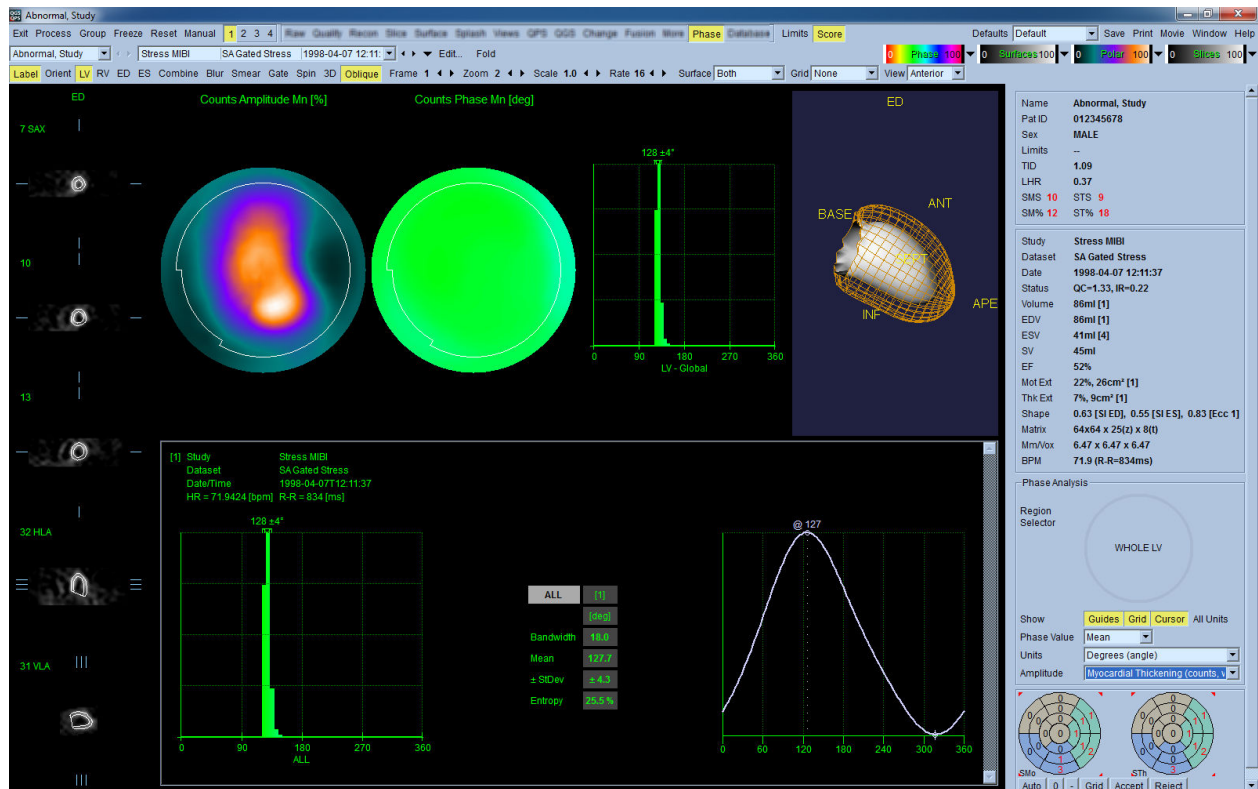 Abnormal, Study
Exit Process Group Freeze Reset Manual 1 2 3 4 Raw Quality Recon Slice Surface Splash Views QPS QGS Change Fusion More Phase Database Limits Score Defaults Default Save Print Movie Window Help
Abnormal, Study Stress MIBI SA Gated Stress 1998-04-07 12:11: Edit... Fold 0 Phase 100 0 Surfaces 100 0 Polar 100 0 Slices 100
Label Orient LV RV ED ES Combine Blur Smear Gate Spin 3D Oblique Frame 1 Zoom 2 Scale 1.0 Rate 16 Surface Both Grid None View Anterior
ED
7 SAX
10
13
32 HLA
31 VLA
Counts Amplitude Mn [%]
Counts Phase Mn [deg]
128 ±4°
0 90 180 270 360
LV - Global
ED
BASE
ANT
SEPT
INF
APE
[1] Study Stress MIBI
Dataset SA Gated Stress
Date/Time 1998-04-07T12:11:37
HR = 71.9424 [bpm] R-R = 834 [ms]
128 ±4°
0 90 180 270 360
ALL
ALL [1]
[deg]
Bandwidth 18.0
Mean 127.7
± StDev ± 4.3
Entropy 25.5 %
@ 127
0 60 120 180 240 300 360
Name Abnormal, Study
Pat ID 012345678
Sex MALE
Limits --
TID 1.09
LHR 0.37
SMS 10 STS 9
SM% 12 ST% 18
Study Stress MIBI
Dataset SA Gated Stress
Date 1998-04-07 12:11:37
Status QC=1.33, IR=0.22
Volume 86ml [1]
EDV 86ml [1]
ESV 41ml [4]
SV 45ml
EF 52%
Mot Ext 22%, 26cm² [1]
Thk Ext 7%, 9cm² [1]
Shape 0.63 [SI ED], 0.55 [SI ES], 0.83 [Ecc 1]
Matrix 64x64 x 25(z) x 8(t)
Mm/Vox 6.47 x 6.47 x 6.47
BPM 71.9 (R-R=834ms)
Phase Analysis
Region
Selector
WHOLE LV
Show Guides Grid Cursor All Units
Phase Value Mean
Units Degrees (angle)
Amplitude Myocardial Thickening (counts, v
SMo STh
Auto 0 - Grid Accept Reject